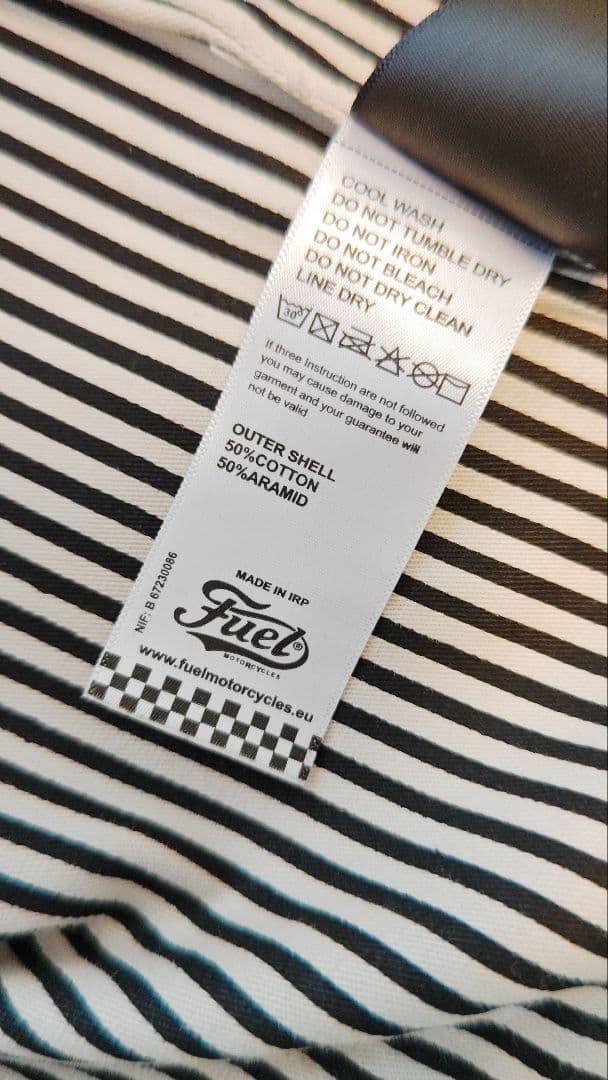 COOL WASH
DO NOT TUMBLE DRY
DO NOT IRON
DO NOT BLEACH
DO NOT DRY CLEAN
LINE DRY
30°
If three Instruction are not followed
you may cause damage to your
garment and your guarantee will
not be valid
OUTER SHELL
50%COTTON
50%ARAMID
MADE IN IRP
NIF: B 67230086
Fuel®
MOTORCYCLES
www.fuelmotorcycles.eu